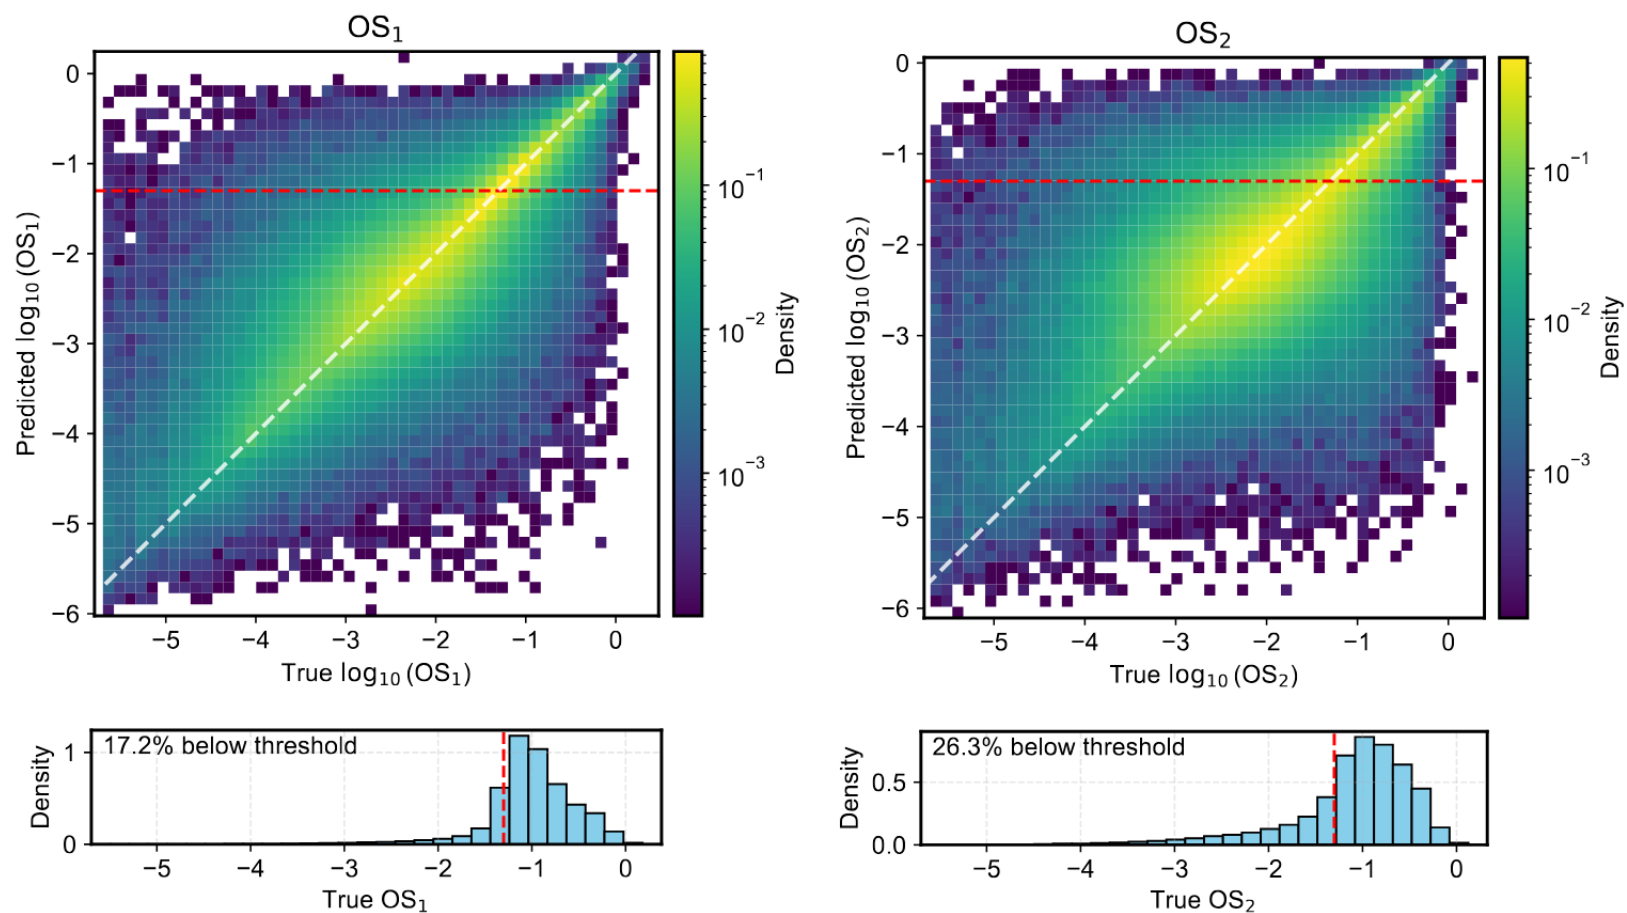 OS₁
0
−1
−2
−3
−4
−5
−6
Predicted log₁₀ (OS₁)
−5 −4 −3 −2 −1 0
True log₁₀ (OS₁)
10⁻¹
10⁻²
10⁻³
Density
OS₂
0
−1
−2
−3
−4
−5
−6
Predicted log₁₀ (OS₂)
−5 −4 −3 −2 −1 0
True log₁₀ (OS₂)
10⁻¹
10⁻²
10⁻³
Density
17.2% below threshold
1
0
Density
−5 −4 −3 −2 −1 0
True OS₁
26.3% below threshold
0.5
0.0
Density
−5 −4 −3 −2 −1 0
True OS₂